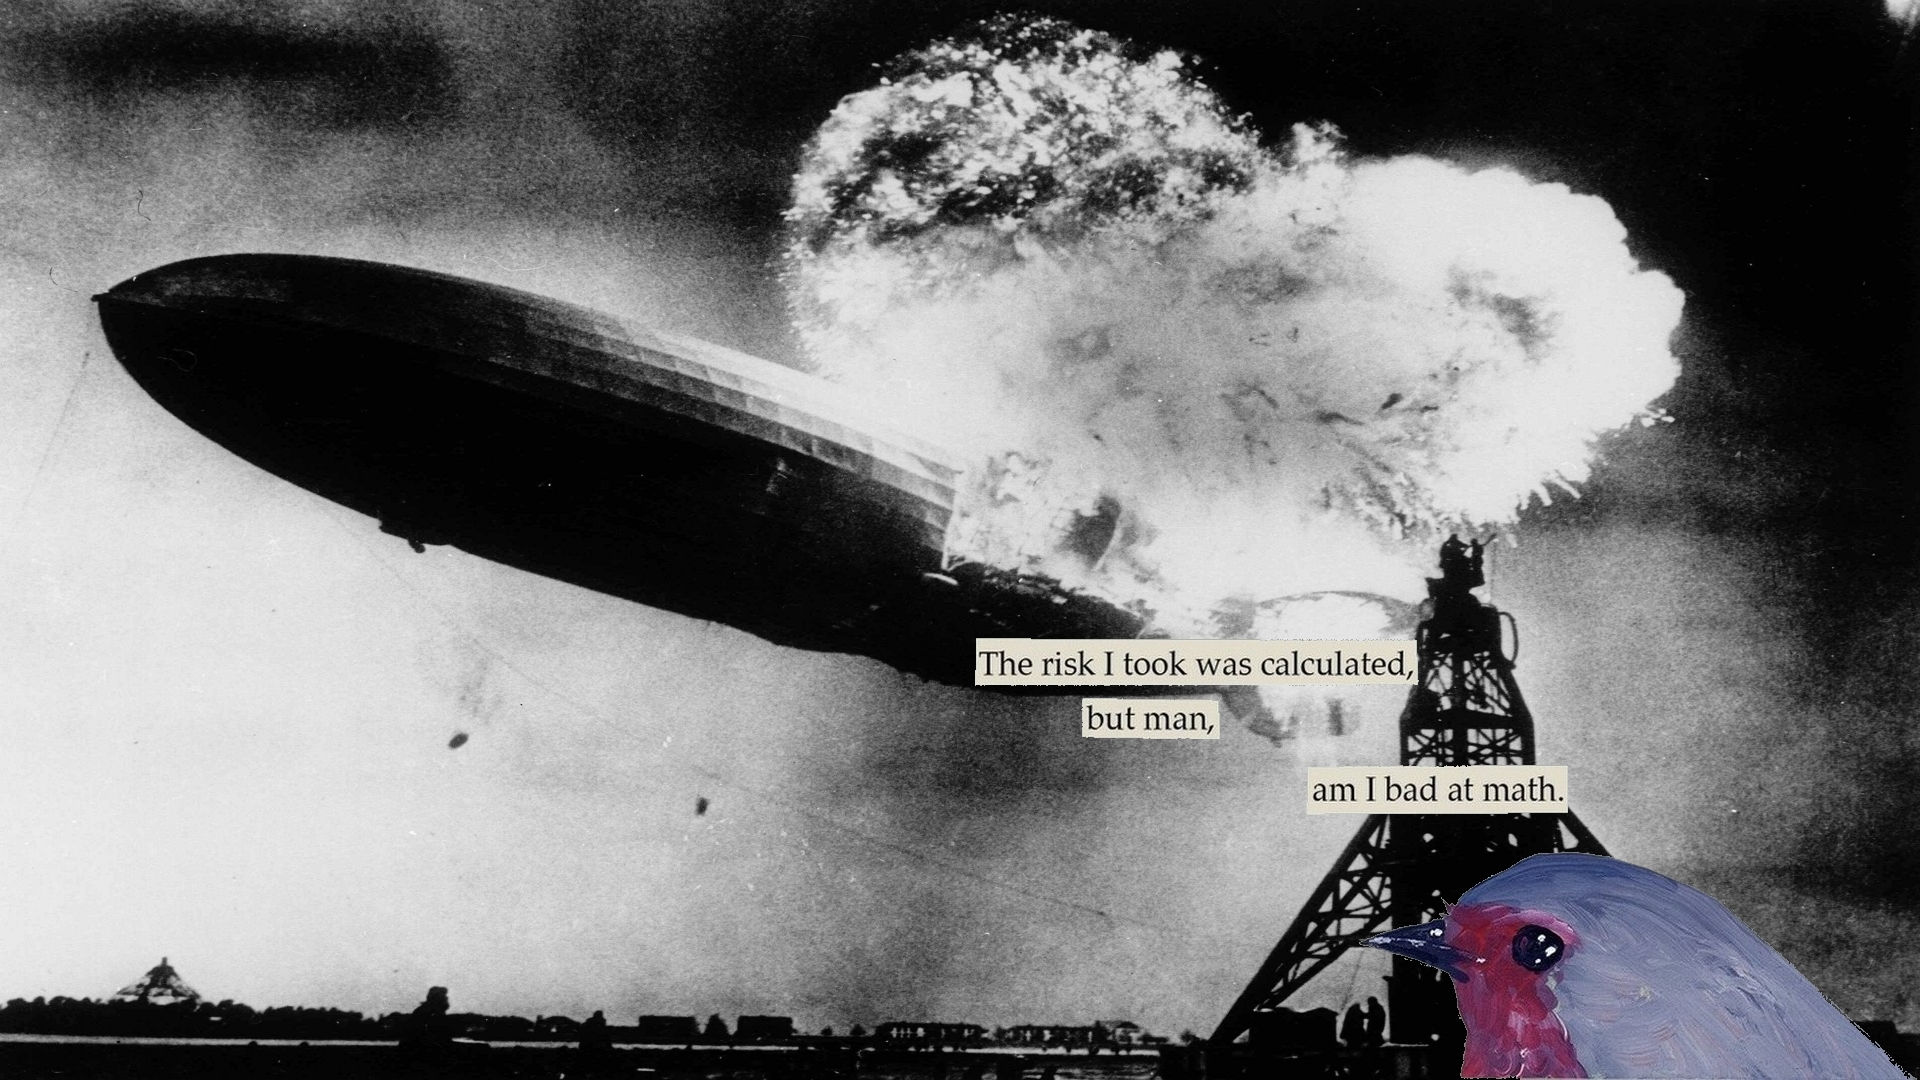 The risk I took was calculated,
but man,
am I bad at math.